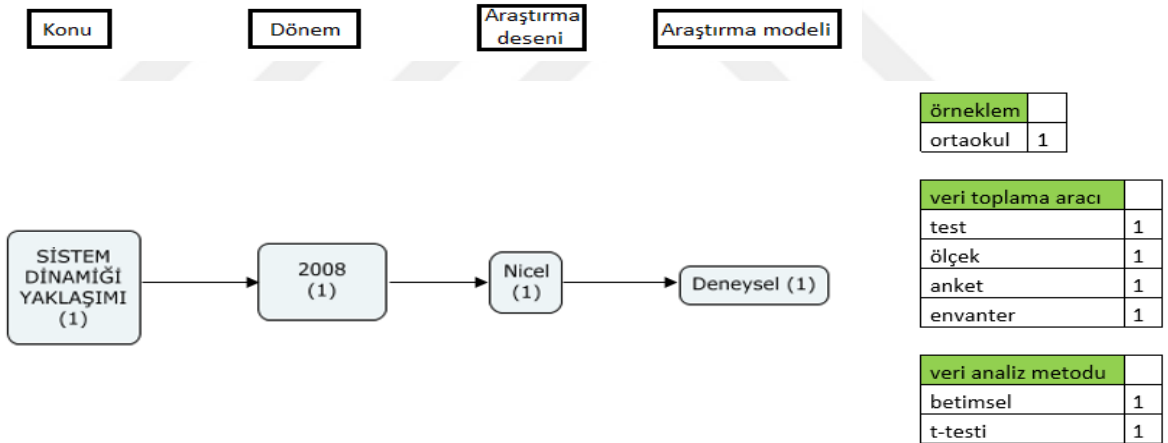 Konu
Dönem
Araştırma
deseni
Araştırma modeli
örneklem
ortaokul 1
veri toplama aracı
test 1
ölçek 1
anket 1
envanter 1
veri analiz metodu
betimsel 1
t-testi 1
SİSTEM
DİNAMİĞİ
YAKLAŞIMI
(1)
2008
(1)
Nicel
(1)
Deneysel (1)